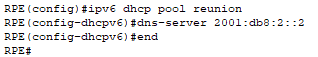 RPE(config)#ipv6 dhcp pool reunion
RPE(config-dhcpv6)#dns-server 2001:db8:2::2
RPE(config-dhcpv6)#end
RPE#